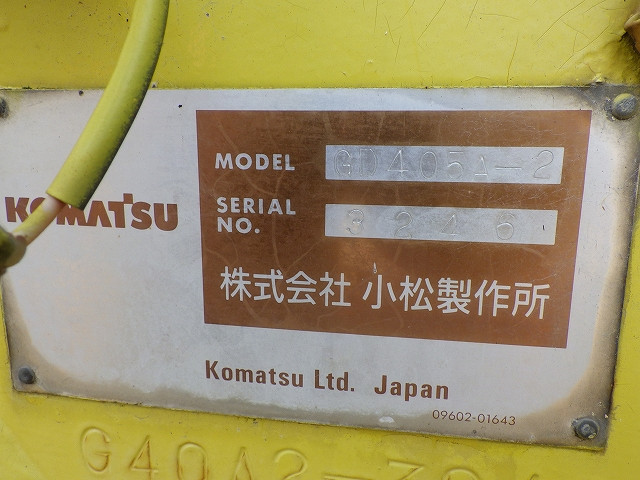 MODEL GD405A-2
KOMATSU
SERIAL NO. 3246
株式会社 小松製作所
Komatsu Ltd. Japan
09602-01643